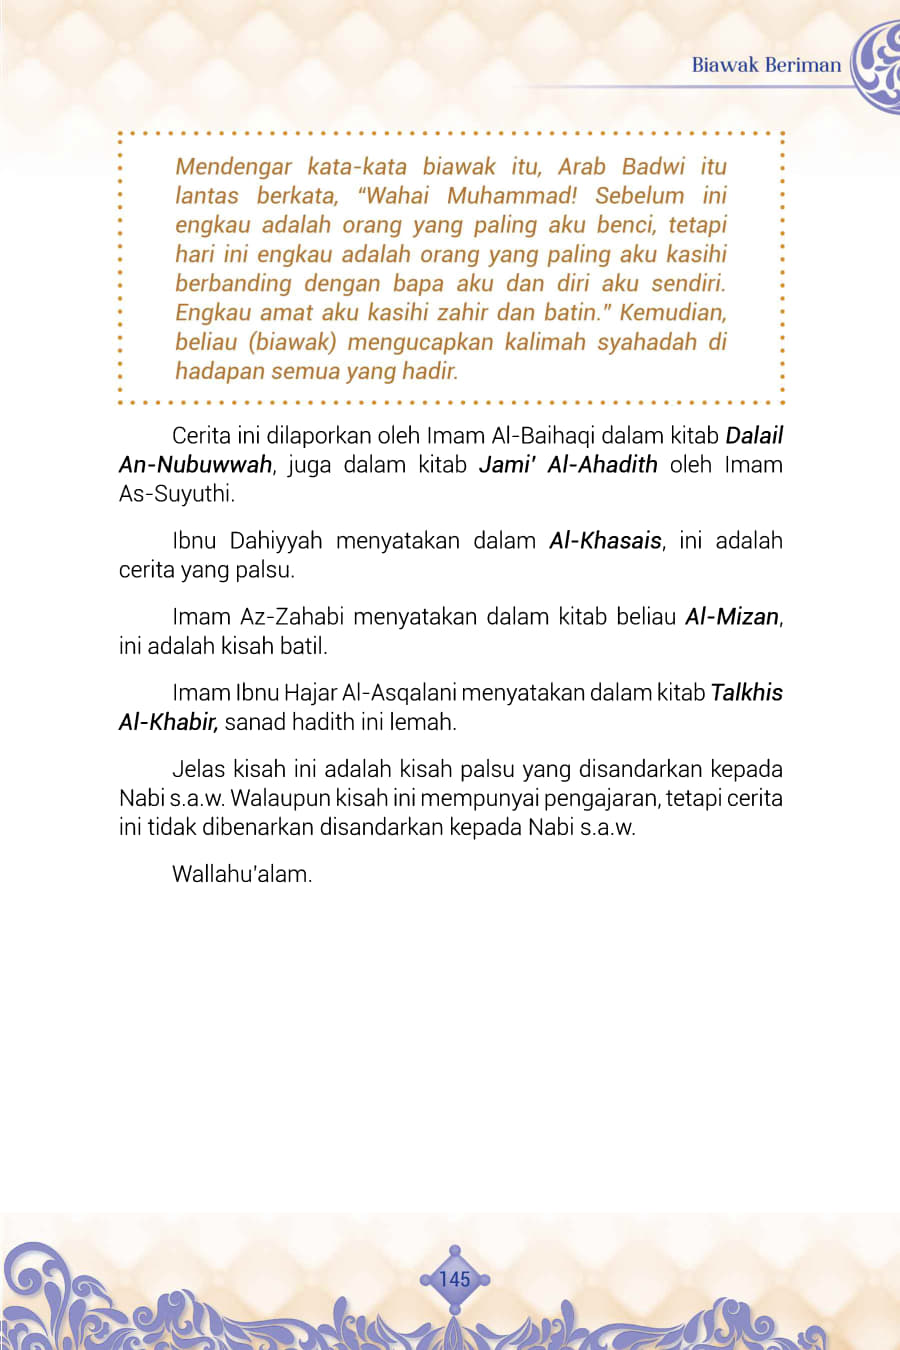 Biawak Beriman
Mendengar kata-kata biawak itu, Arab Badwi itu
lantas berkata, “Wahai Muhammad! Sebelum ini
engkau adalah orang yang paling aku benci, tetapi
hari ini engkau adalah orang yang paling aku kasihi
berbanding dengan bapa aku dan diri aku sendiri.
Engkau amat aku kasihi zahir dan batin.” Kemudian,
beliau (biawak) mengucapkan kalimah syahadah di
hadapan semua yang hadir.
Cerita ini dilaporkan oleh Imam Al-Baihaqi dalam kitab Dalail
An-Nubuwwah, juga dalam kitab Jami’ Al-Ahadith oleh Imam
As-Suyuthi.
Ibnu Dahiyyah menyatakan dalam Al-Khasais, ini adalah
cerita yang palsu.
Imam Az-Zahabi menyatakan dalam kitab beliau Al-Mizan,
ini adalah kisah batil.
Imam Ibnu Hajar Al-Asqalani menyatakan dalam kitab Talkhis
Al-Khabir, sanad hadith ini lemah.
Jelas kisah ini adalah kisah palsu yang disandarkan kepada
Nabi s.a.w. Walaupun kisah ini mempunyai pengajaran, tetapi cerita
ini tidak dibenarkan disandarkan kepada Nabi s.a.w.
Wallahu’alam.
145